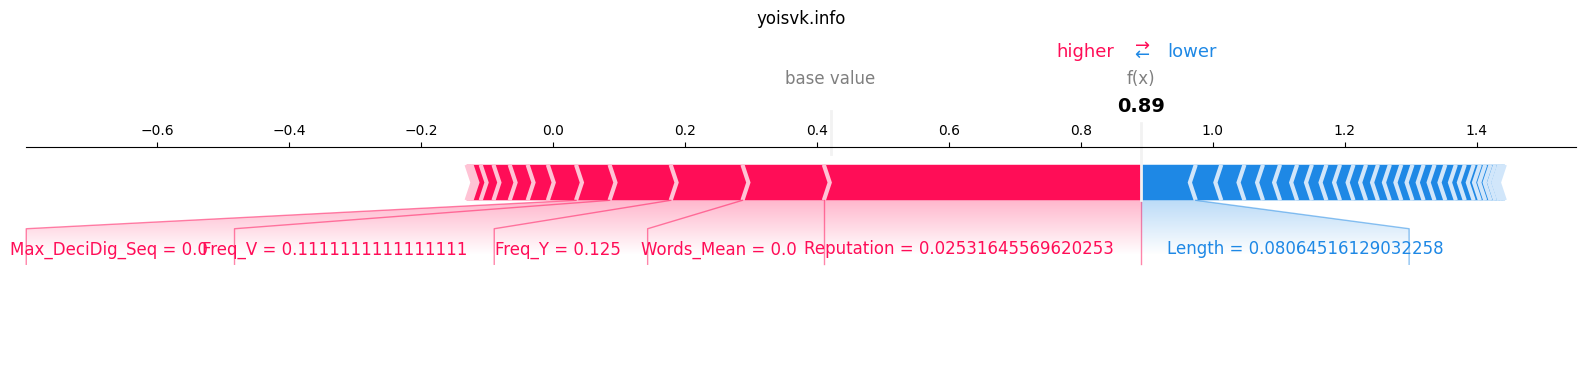 yoisvk.info
higher ⇄ lower
base value f(x)
0.89
−0.6 −0.4 −0.2 0.0 0.2 0.4 0.6 0.8 1.0 1.2 1.4
Max_DeciDig_Seq = 0.0 Freq_V = 0.1111111111111111 Freq_Y = 0.125 Words_Mean = 0.0 Reputation = 0.02531645569620253 Length = 0.08064516129032258